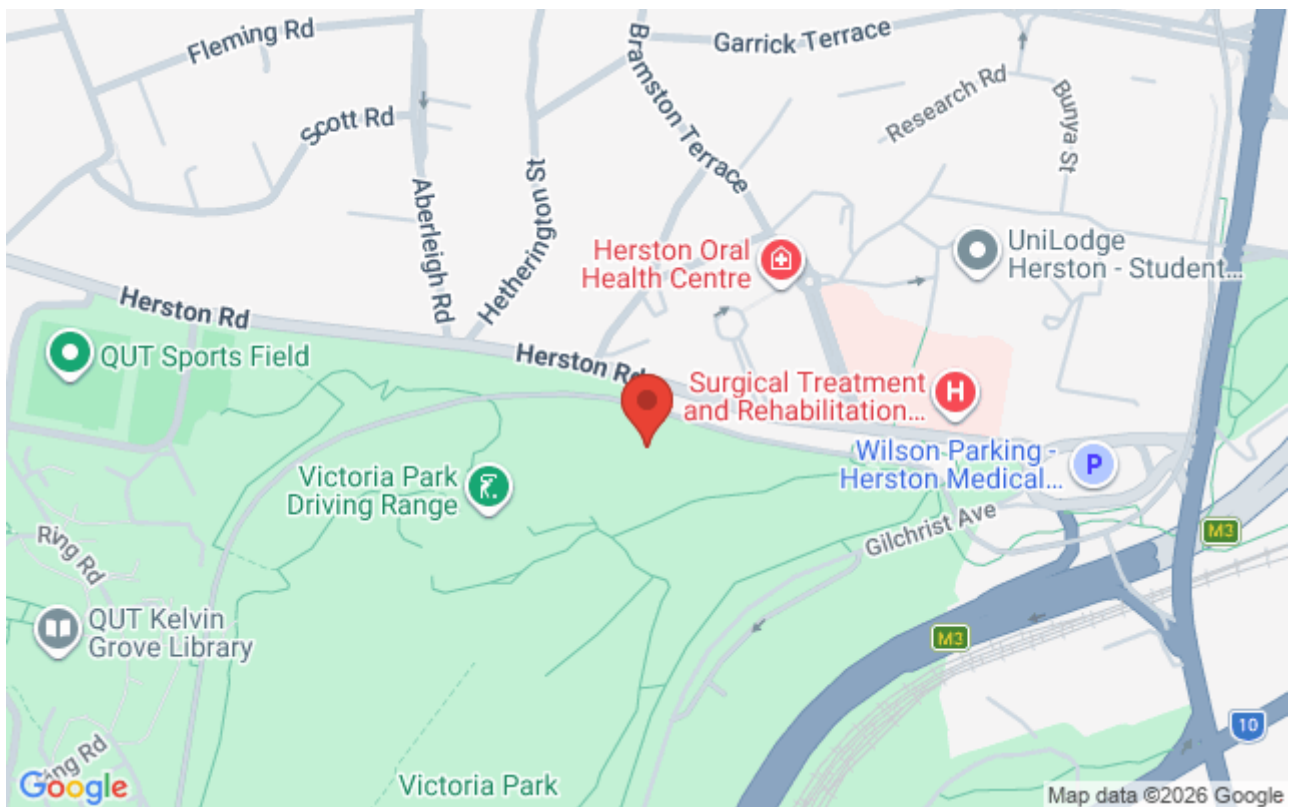 Fleming Rd
Garrick Terrace
Bramston Terrace
Research Rd
Bunya St
Scott Rd
Aberleigh Rd
Hetherington St
Herston Oral
Health Centre
UniLodge
Herston - Student...
Herston Rd
QUT Sports Field
Herston Rd
Surgical Treatment
and Rehabilitation...
H
Wilson Parking -
Herston Medical...
P
Victoria Park
Driving Range
Gilchrist Ave
M3
Ring Rd
QUT Kelvin
Grove Library
M3
10
Ring Rd
Victoria Park
Google
Map data ©2026 Google